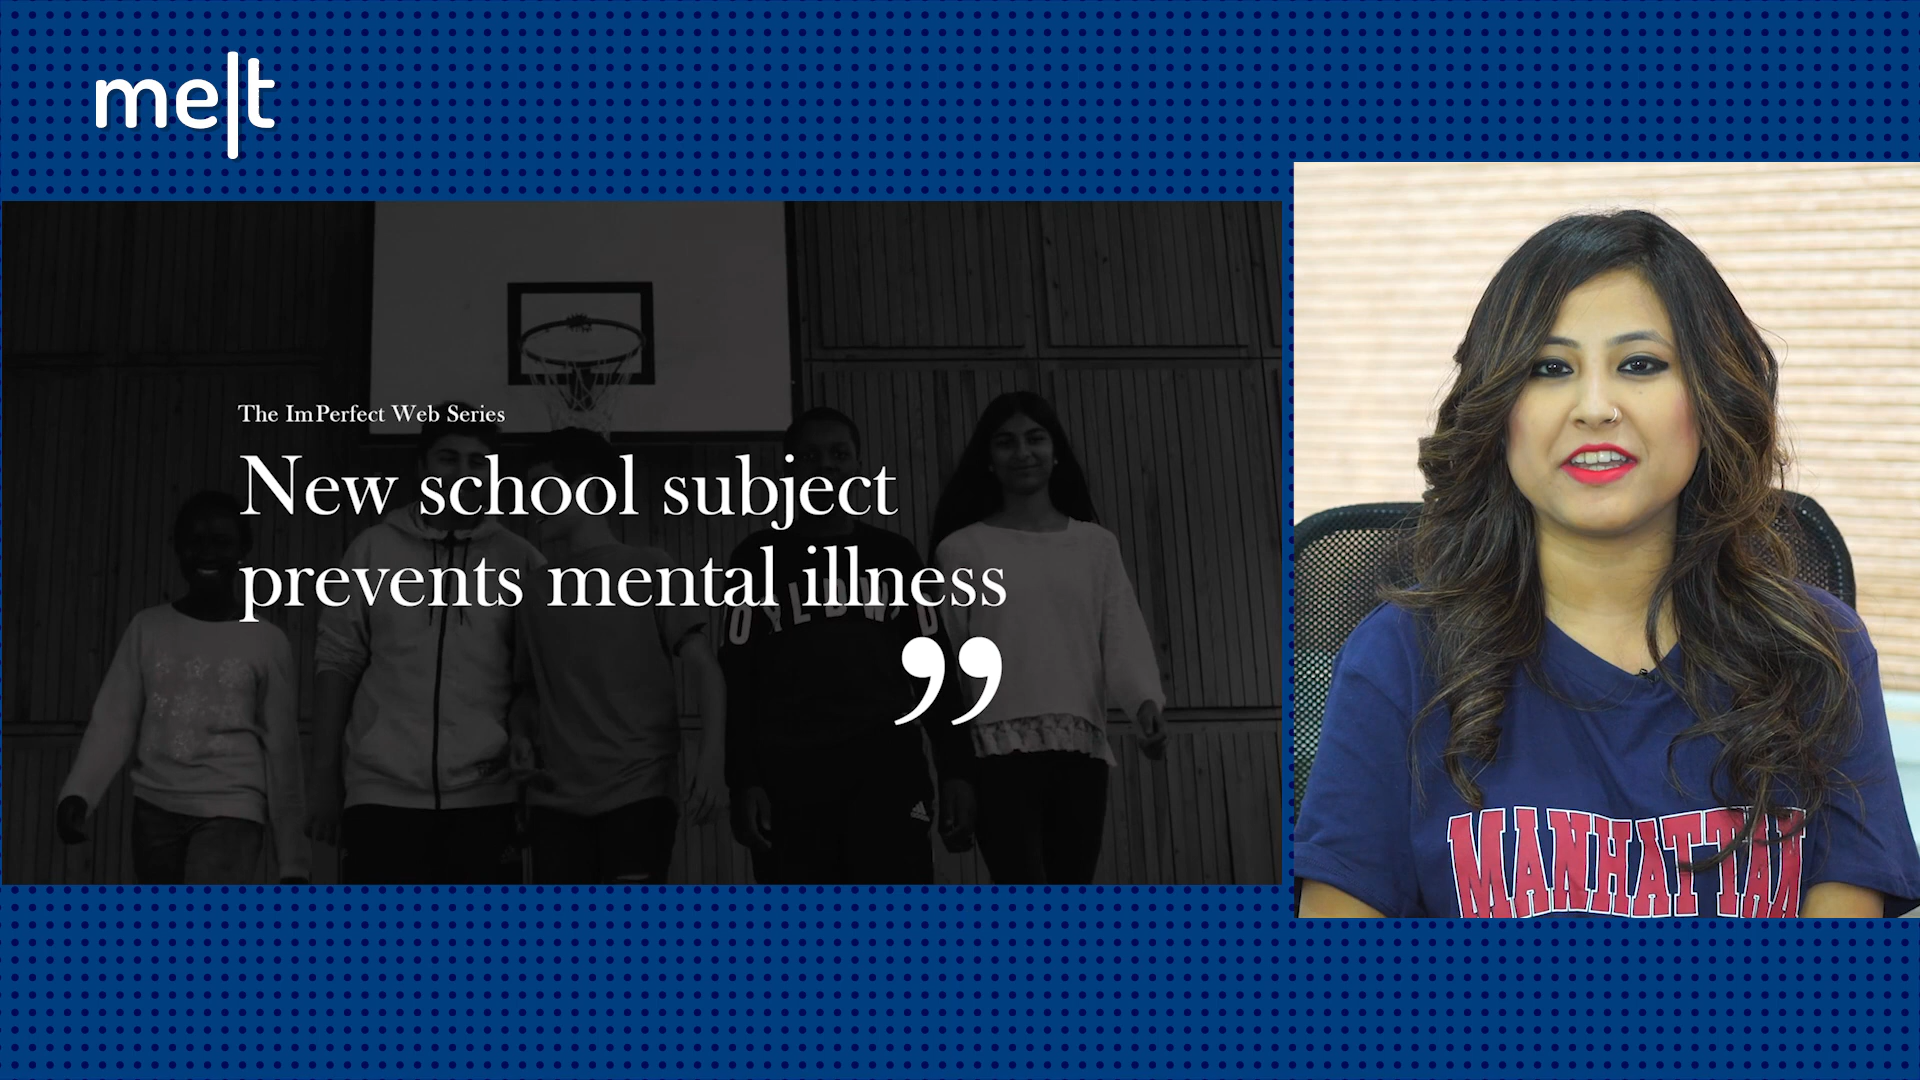 melt
The ImPerfect Web Series
New school subject
prevents mental illness
”
MANHATTAN